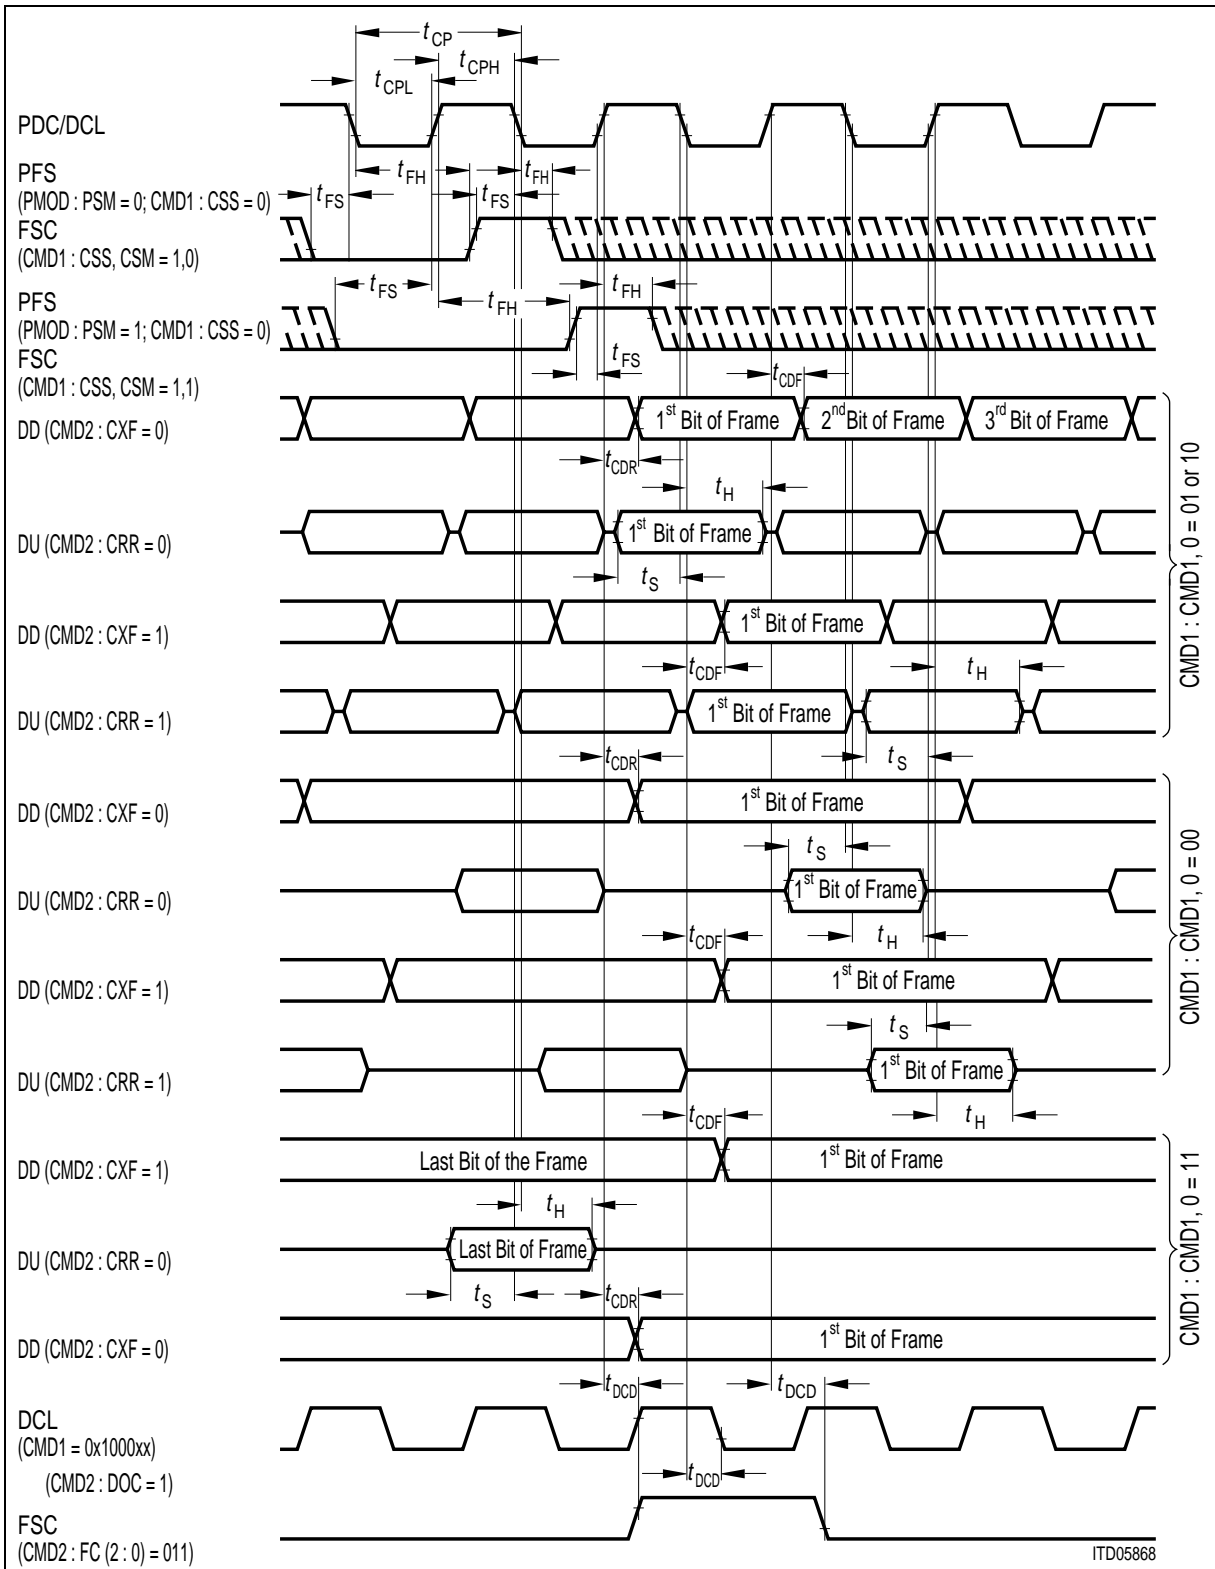 tCP
tCPH
tCPL
PDC/DCL
tFH
tFH
PFS
tFS
tFS
(PMOD : PSM = 0; CMD1 : CSS = 0)
FSC
(CMD1 : CSS, CSM = 1,0)
tFS
tFH
tFH
PFS
(PMOD : PSM = 1; CMD1 : CSS = 0)
tFS
FSC
tCDF
(CMD1 : CSS, CSM = 1,1)
DD (CMD2 : CXF = 0)
1st Bit of Frame
2nd Bit of Frame
3rd Bit of Frame
tCDR
tH
DU (CMD2 : CRR = 0)
1st Bit of Frame
tS
DD (CMD2 : CXF = 1)
1st Bit of Frame
tCDF
tH
DU (CMD2 : CRR = 1)
1st Bit of Frame
tCDR
tS
CMD1 : CMD1, 0 = 01 or 10
DD (CMD2 : CXF = 0)
1st Bit of Frame
tS
DU (CMD2 : CRR = 0)
1st Bit of Frame
tCDF
tH
DD (CMD2 : CXF = 1)
1st Bit of Frame
tS
DU (CMD2 : CRR = 1)
1st Bit of Frame
tCDF
tH
CMD1 : CMD1, 0 = 00
DD (CMD2 : CXF = 1)
Last Bit of the Frame
1st Bit of Frame
tH
DU (CMD2 : CRR = 0)
Last Bit of Frame
tS
tCDR
DD (CMD2 : CXF = 0)
1st Bit of Frame
CMD1 : CMD1, 0 = 11
tDCD
tDCD
DCL
(CMD1 = 0x1000xx)
(CMD2 : DOC = 1)
tDCD
FSC
(CMD2 : FC (2 : 0) = 011)
ITD05868